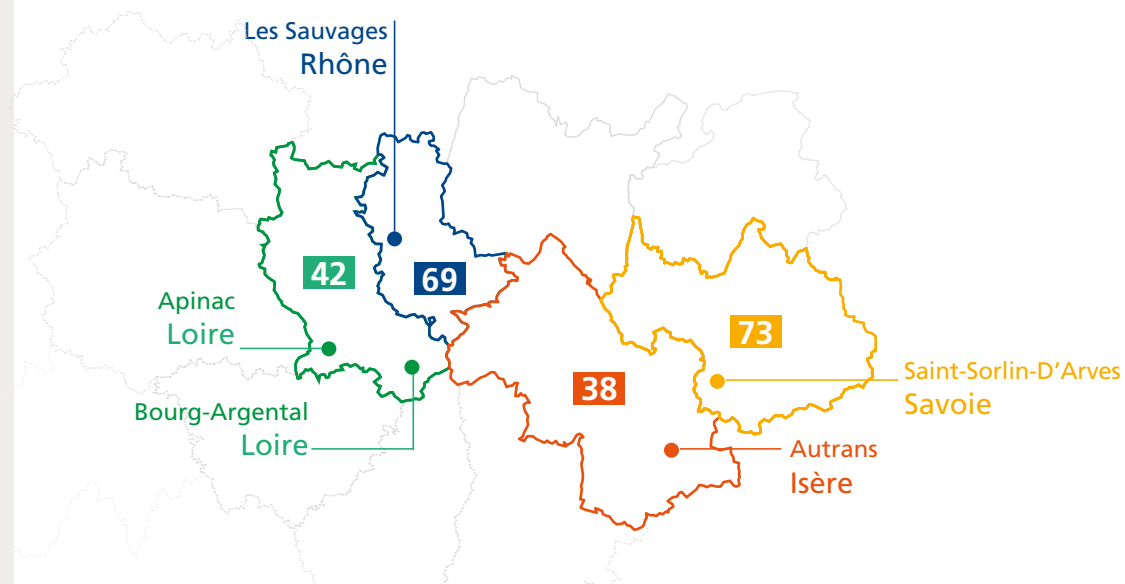 Les Sauvages
Rhône
42
69
Apinac
Loire
73
Saint-Sorlin-D’Arves
Savoie
38
Bourg-Argental
Loire
Autrans
Isère